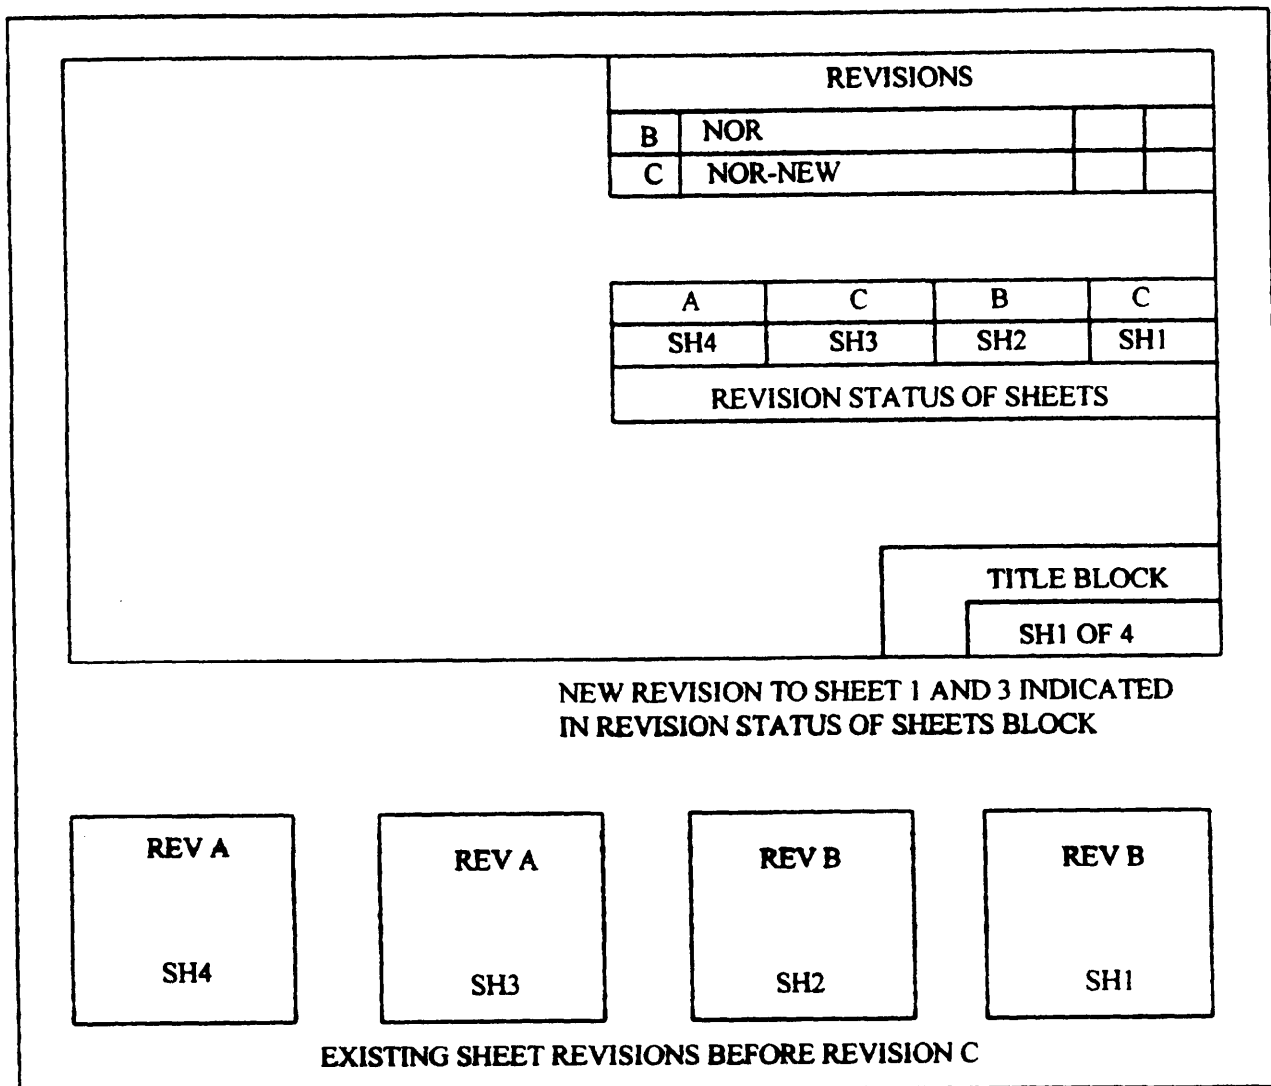 REVISIONS
B NOR
C NOR-NEW
A C B C
SH4 SH3 SH2 SH1
REVISION STATUS OF SHEETS
TITLE BLOCK
SH1 OF 4
NEW REVISION TO SHEET 1 AND 3 INDICATED
IN REVISION STATUS OF SHEETS BLOCK
REV A REV A REV B REV B
SH4 SH3 SH2 SH1
EXISTING SHEET REVISIONS BEFORE REVISION C